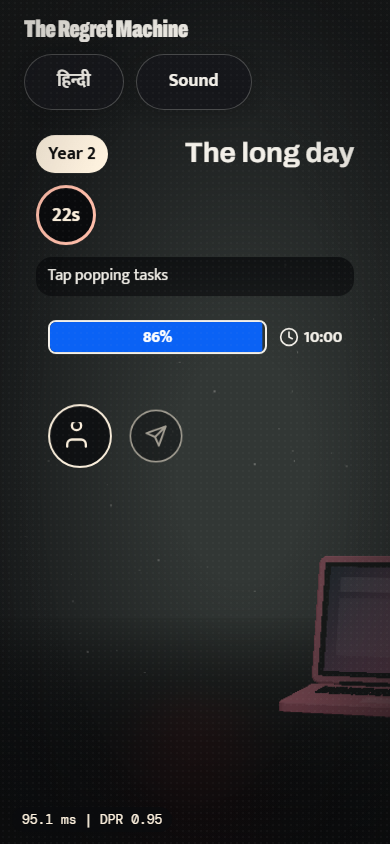 The Regret Machine
हिन्दी
Sound
Year 2
The long day
22s
Tap popping tasks
86%
10:00
95.1 ms | DPR 0.95